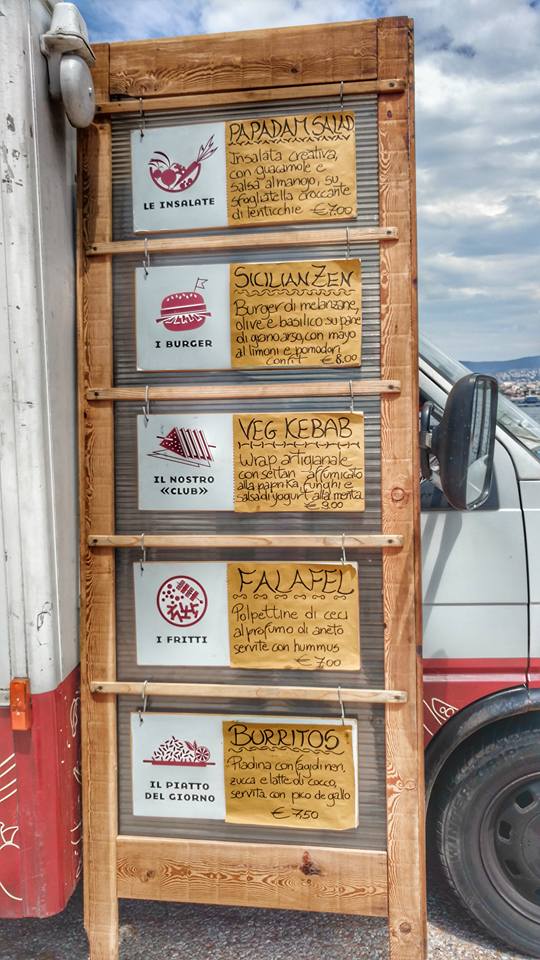 PAPADAM SALAD
Insalata creativa,
con guacamole e
salsa al mango, su
sfogliatella croccante
di lenticchie €7.00
LE INSALATE
SICILIAN ZEN
Burger di melanzane,
olive e basilico su pane
di grano arso, con mayo
al limoni e pomodori
confit € 8.00
I BURGER
VEG KEBAB
Wrap artigianale
con seitan affumicato
alla paprika, funghi e
salsa di yogurt alla menta.
€ 9.00
IL NOSTRO
«CLUB»
FALAFEL
Polpettine di ceci
al profumo di aneto
servite con hummus
€ 7.00
I FRITTI
BURRITOS
Piadina con fagioli neri,
zucca e latte di cocco,
servita con pico de gallo
€ 7,50
IL PIATTO
DEL GIORNO